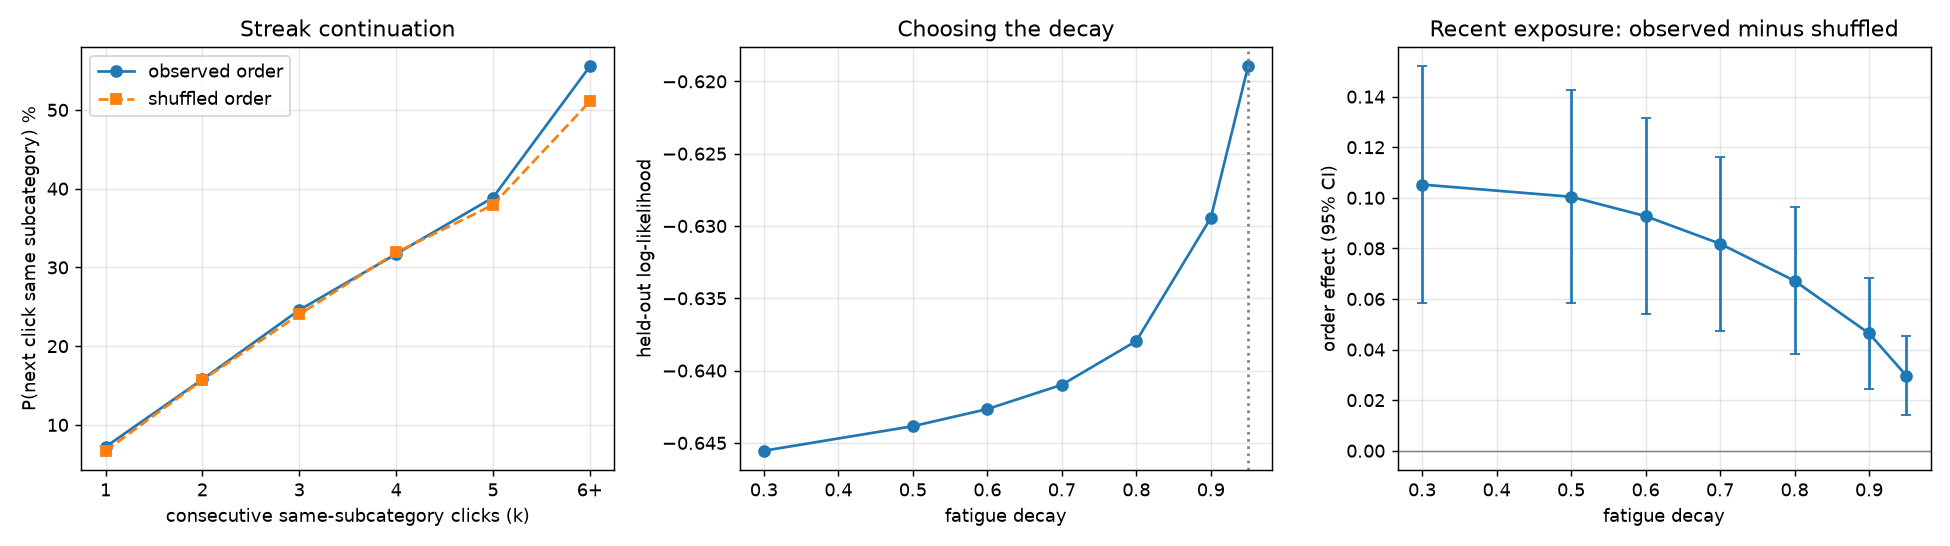 Streak continuation
observed order
shuffled order
P(next click same subcategory) %
50
40
30
20
10
1 2 3 4 5 6+
consecutive same-subcategory clicks (k)
Choosing the decay
held-out log-likelihood
−0.620
−0.625
−0.630
−0.635
−0.640
−0.645
0.3 0.4 0.5 0.6 0.7 0.8 0.9
fatigue decay
Recent exposure: observed minus shuffled
order effect (95% CI)
0.14
0.12
0.10
0.08
0.06
0.04
0.02
0.00
0.3 0.4 0.5 0.6 0.7 0.8 0.9
fatigue decay